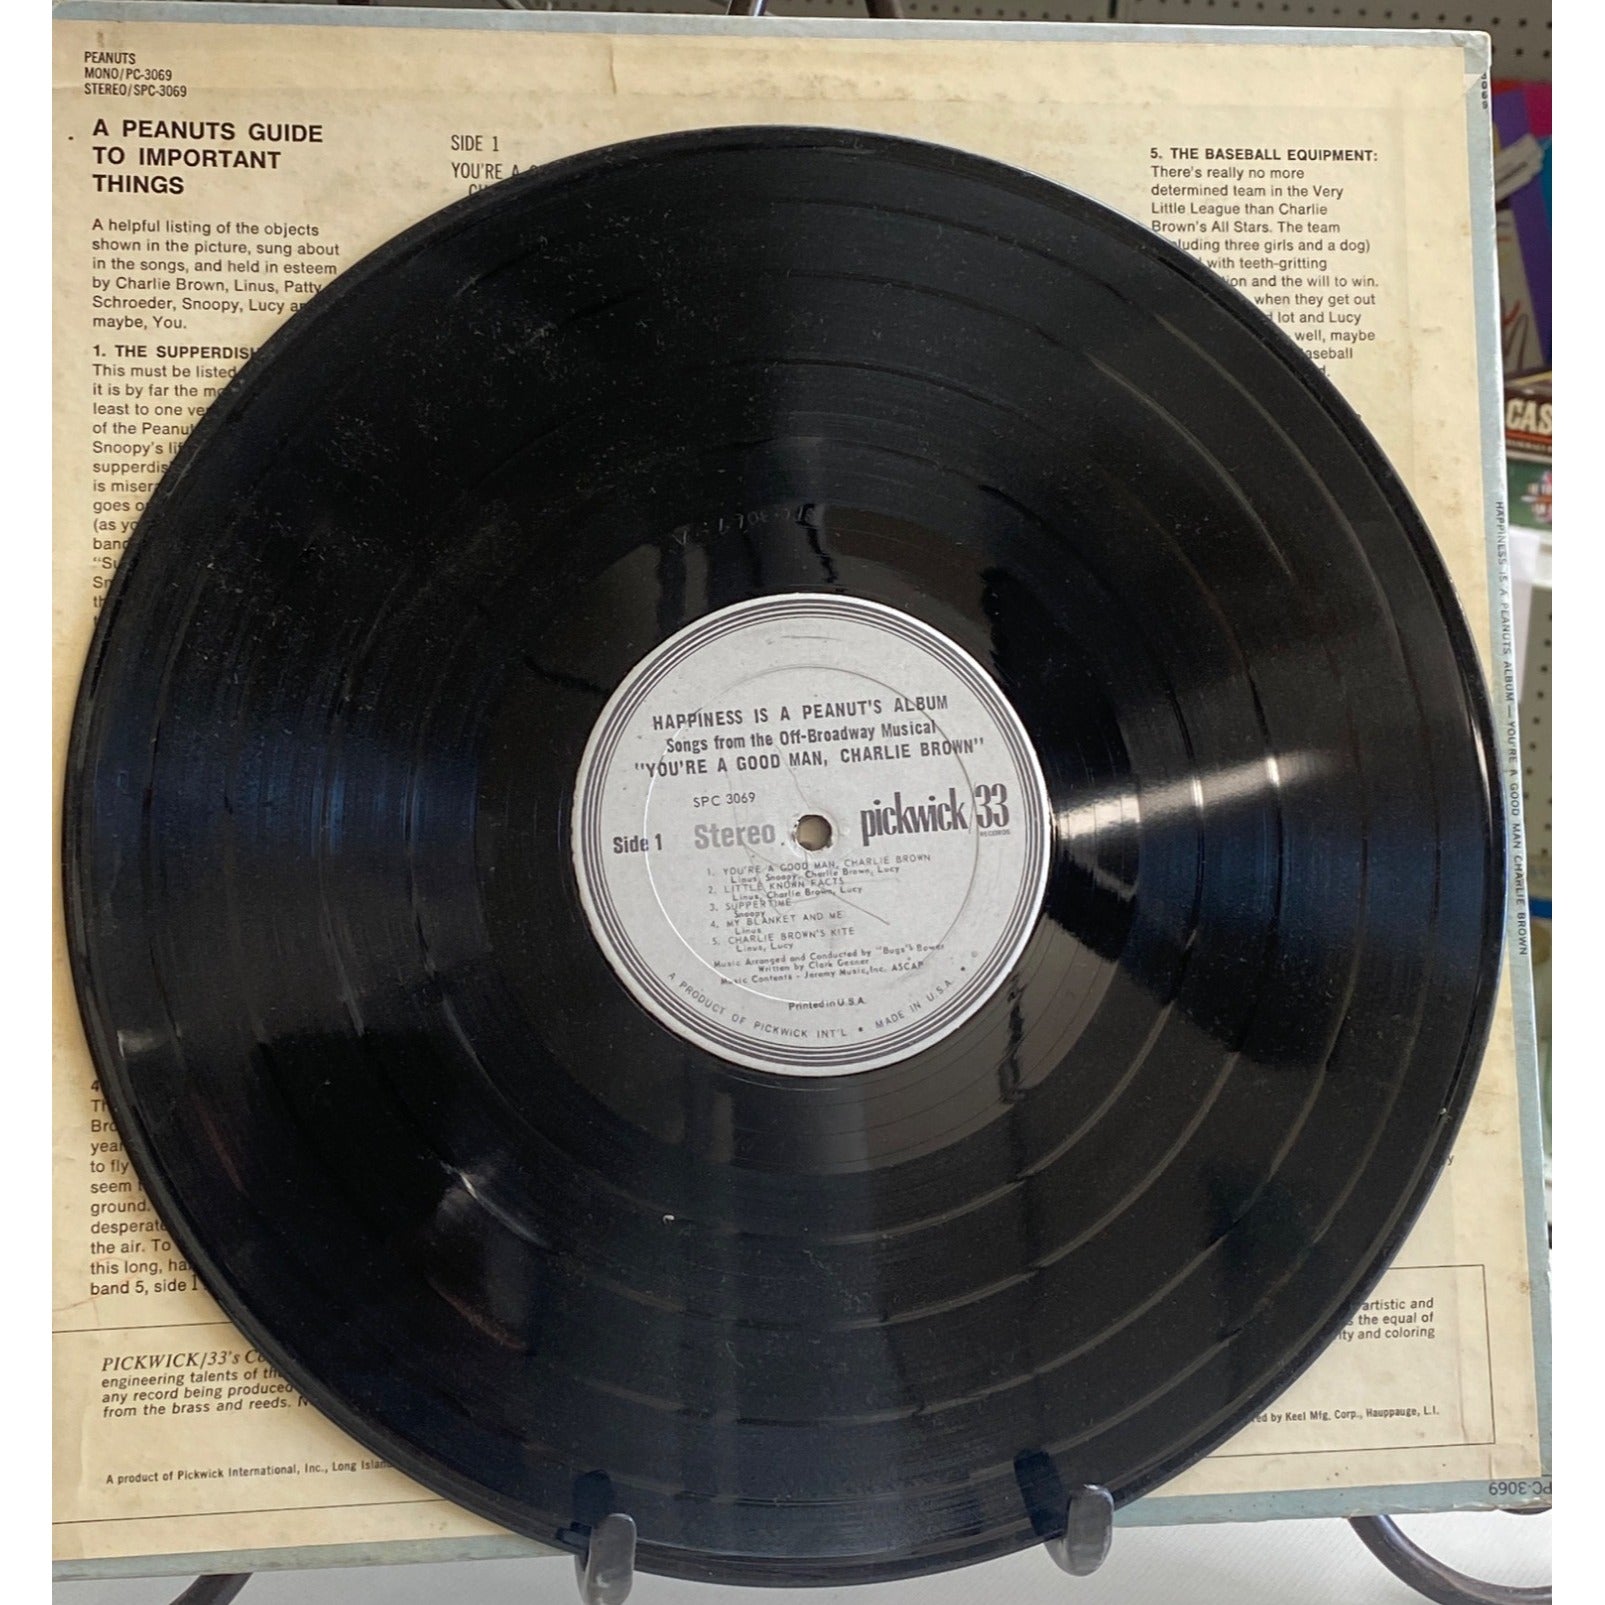 PEANUTS
MONO/PC-3069
STEREO/SPC-3069
A PEANUTS GUIDE
TO IMPORTANT
THINGS
A helpful listing of the objects
shown in the picture, sung about
in the songs, and held in esteem
by Charlie Brown, Linus, Patty
Schroeder, Snoopy, Lucy
maybe, You.
1. THE SUPPERDISH
This must be listed
it is by far the
least to one
of the
Snoopy's
is
goes
(as
band
SIDE 1
YOU'RE A
5. THE BASEBALL EQUIPMENT:
There's really no more
determined team in the Very
Little League than Charlie
Brown's All Stars. The team
three girls and a dog)
with teeth-gritting
and the will to win.
when they get out
lot and Lucy
well, maybe
HAPPINESS IS A PEANUT'S ALBUM
Songs from the Off-Broadway Musical
"YOU'RE A GOOD MAN, CHARLIE BROWN"
SPC 3069
Side 1 Stereo pickwick/33
RECORDS
1. YOU'RE A GOOD MAN, CHARLIE BROWN
Linus, Snoopy, Charlie Brown, Lucy
2. LITTLE KNOWN FACTS
Linus, Charlie Brown, Lucy
3. SUPPERTIME
Snoopy
4. MY BLANKET AND ME
Linus
5. CHARLIE BROWN'S KITE
Linus, Lucy
Music Arranged and Conducted by "Bugs" Bower
Written by Clark Gesner
Music Contents - Jeremy Music, Inc. ASCAP
Printed in U.S.A.
A PRODUCT OF PICKWICK INT'L • MADE IN U.S.A. •
HAPPINESS IS A PEANUTS ALBUM—YOU'RE A GOOD MAN CHARLIE BROWN
3069
CAS
4
to fly
seem
ground.
the air. To
this long,
band 5, side 1
PICKWICK/33's
engineering talents of
any record being produced
from the brass and reeds.
artistic and
the equal of
and coloring
by Keel Mfg. Corp., Hauppauge, L.I.
A product of Pickwick International, Inc., Long Island
PC-3069